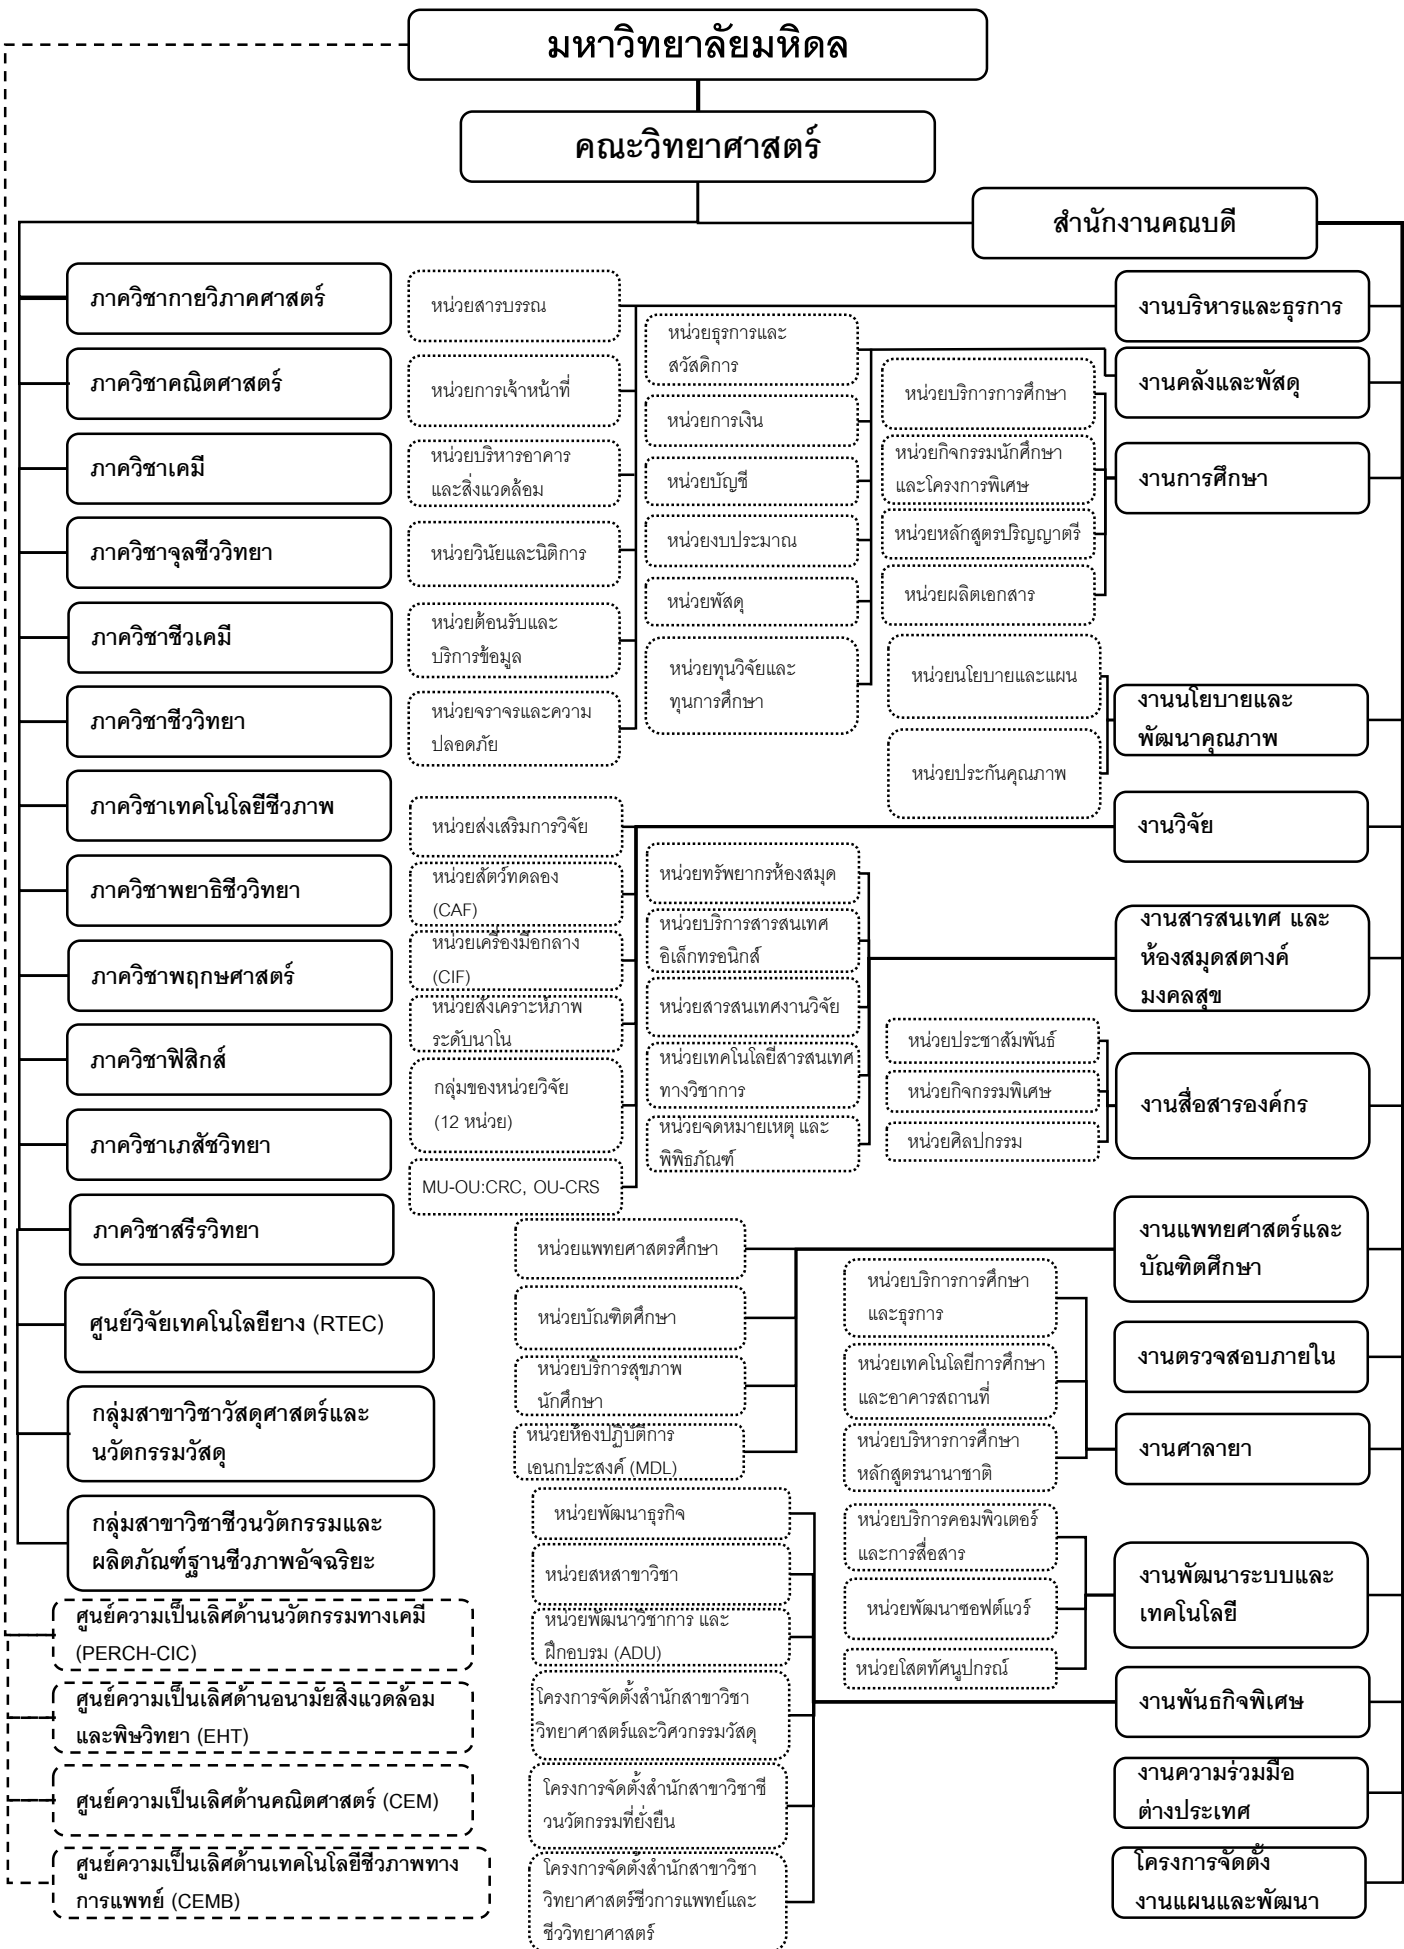 มหาวิทยาลัยมหิดล
คณะวิทยาศาสตร์
สำนักงานคณบดี
ภาควิชากายวิภาคศาสตร์
ภาควิชาคณิตศาสตร์
ภาควิชาเคมี
ภาควิชาจุลชีววิทยา
ภาควิชาชีวเคมี
ภาควิชาชีววิทยา
ภาควิชาเทคโนโลยีชีวภาพ
ภาควิชาพยาธิชีววิทยา
ภาควิชาพฤกษศาสตร์
ภาควิชาฟิสิกส์
ภาควิชาเภสัชวิทยา
ภาควิชาสรีรวิทยา
ศูนย์วิจัยเทคโนโลยียาง (RTEC)
กลุ่มสาขาวิชาวัสดุศาสตร์และ
นวัตกรรมวัสดุ
กลุ่มสาขาวิชาชีวนวัตกรรมและ
ผลิตภัณฑ์ฐานชีวภาพอัจฉริยะ
ศูนย์ความเป็นเลิศด้านนวัตกรรมทางเคมี
(PERCH-CIC)
ศูนย์ความเป็นเลิศด้านอนามัยสิ่งแวดล้อม
และพิษวิทยา (EHT)
ศูนย์ความเป็นเลิศด้านคณิตศาสตร์ (CEM)
ศูนย์ความเป็นเลิศด้านเทคโนโลยีชีวภาพทาง
การแพทย์ (CEMB)
หน่วยสารบรรณ
หน่วยการเจ้าหน้าที่
หน่วยบริหารอาคาร
และสิ่งแวดล้อม
หน่วยวินัยและนิติการ
หน่วยต้อนรับและ
บริการข้อมูล
หน่วยจราจรและความ
ปลอดภัย
หน่วยธุรการและ
สวัสดิการ
หน่วยการเงิน
หน่วยบัญชี
หน่วยงบประมาณ
หน่วยพัสดุ
หน่วยทุนวิจัยและ
ทุนการศึกษา
หน่วยบริการการศึกษา
หน่วยกิจกรรมนักศึกษา
และโครงการพิเศษ
หน่วยหลักสูตรปริญญาตรี
หน่วยผลิตเอกสาร
หน่วยนโยบายและแผน
หน่วยประกันคุณภาพ
หน่วยส่งเสริมการวิจัย
หน่วยสัตว์ทดลอง
(CAF)
หน่วยเครื่องมือกลาง
(CIF)
หน่วยสังเคราะห์ภาพ
ระดับนาโน
กลุ่มของหน่วยวิจัย
(12 หน่วย)
MU-OU:CRC, OU-CRS
หน่วยทรัพยากรห้องสมุด
หน่วยบริการสารสนเทศ
อิเล็กทรอนิกส์
หน่วยสารสนเทศงานวิจัย
หน่วยเทคโนโลยีสารสนเทศ
ทางวิชาการ
หน่วยจดหมายเหตุ และ
พิพิธภัณฑ์
หน่วยประชาสัมพันธ์
หน่วยกิจกรรมพิเศษ
หน่วยศิลปกรรม
หน่วยแพทยศาสตรศึกษา
หน่วยบัณฑิตศึกษา
หน่วยบริการสุขภาพ
นักศึกษา
หน่วยห้องปฏิบัติการ
เอนกประสงค์ (MDL)
หน่วยบริการการศึกษา
และธุรการ
หน่วยเทคโนโลยีการศึกษา
และอาคารสถานที่
หน่วยบริหารการศึกษา
หลักสูตรนานาชาติ
หน่วยบริการคอมพิวเตอร์
และการสื่อสาร
หน่วยพัฒนาซอฟต์แวร์
หน่วยโสตทัศนูปกรณ์
หน่วยพัฒนาธุรกิจ
หน่วยสหสาขาวิชา
หน่วยพัฒนาวิชาการ และ
ฝึกอบรม (ADU)
โครงการจัดตั้งสำนักสาขาวิชา
วิทยาศาสตร์และวิศวกรรมวัสดุ
โครงการจัดตั้งสำนักสาขาวิชาชี
วนวัตกรรมที่ยั่งยืน
โครงการจัดตั้งสำนักสาขาวิชา
วิทยาศาสตร์ชีวการแพทย์และ
ชีววิทยาศาสตร์
งานบริหารและธุรการ
งานคลังและพัสดุ
งานการศึกษา
งานนโยบายและ
พัฒนาคุณภาพ
งานวิจัย
งานสารสนเทศ และ
ห้องสมุดสตางค์
มงคลสุข
งานสื่อสารองค์กร
งานแพทยศาสตร์และ
บัณฑิตศึกษา
งานตรวจสอบภายใน
งานศาลายา
งานพัฒนาระบบและ
เทคโนโลยี
งานพันธกิจพิเศษ
งานความร่วมมือ
ต่างประเทศ
โครงการจัดตั้ง
งานแผนและพัฒนา